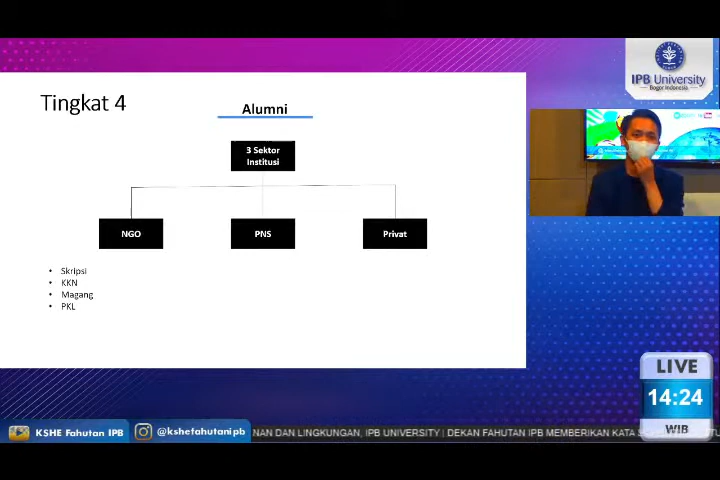 IPB University
Bogor Indonesia
Tingkat 4
Alumni
3 Sektor
Institusi
NGO
PNS
Privat
• Skripsi
• KKN
• Magang
• PKL
LIVE
14:24
WIB
KSHE Fahutan IPB
@kshefahutanipb
NAN DAN LINGKUNGAN, IPB UNIVERSITY | DEKAN FAHUTAN IPB MEMBERIKAN KATA S